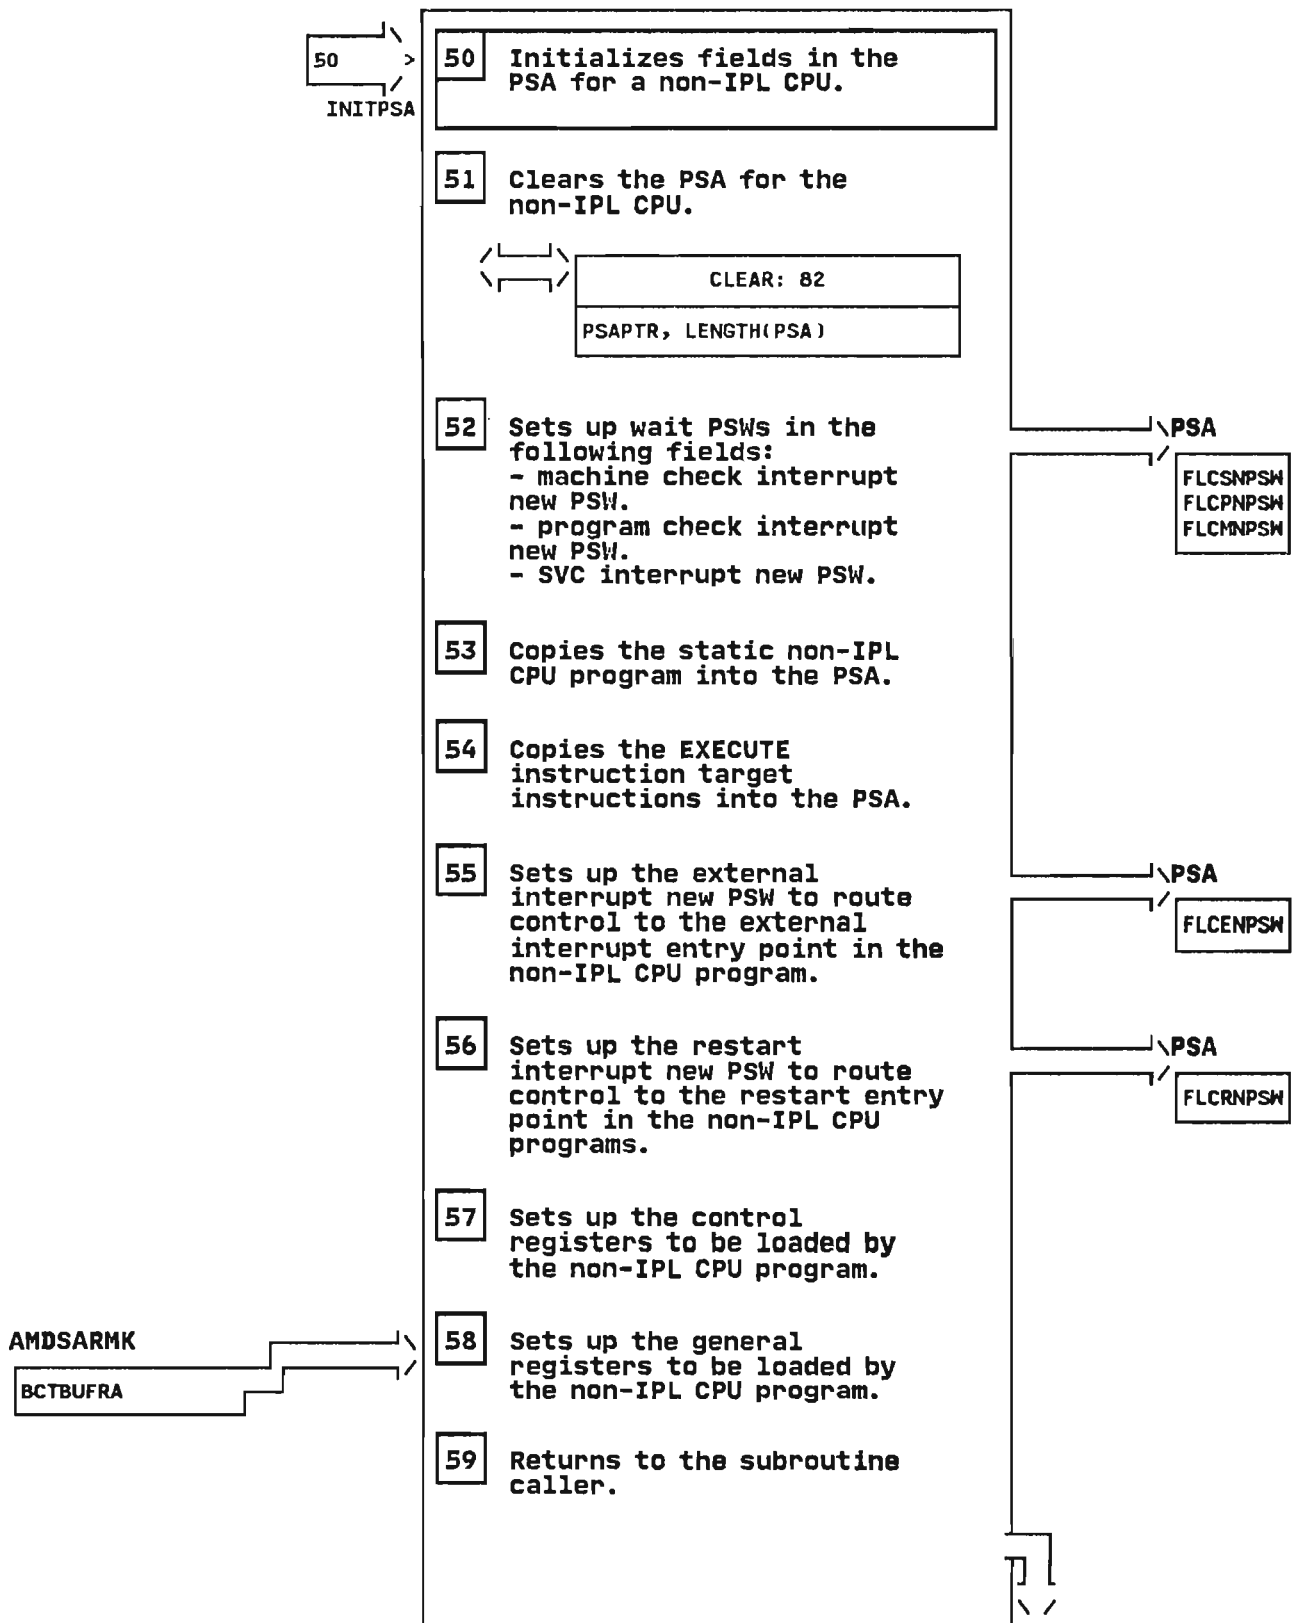 50 >
INITPSA
50 Initializes fields in the
PSA for a non-IPL CPU.
51 Clears the PSA for the
non-IPL CPU.
CLEAR: 82
PSAPTR, LENGTH(PSA)
52 Sets up wait PSWs in the
following fields:
- machine check interrupt
new PSW.
- program check interrupt
new PSW.
- SVC interrupt new PSW.
PSA
FLCSNPSW
FLCPNPSW
FLCMNPSW
53 Copies the static non-IPL
CPU program into the PSA.
54 Copies the EXECUTE
instruction target
instructions into the PSA.
55 Sets up the external
interrupt new PSW to route
control to the external
interrupt entry point in the
non-IPL CPU program.
PSA
FLCENPSW
56 Sets up the restart
interrupt new PSW to route
control to the restart entry
point in the non-IPL CPU
programs.
PSA
FLCRNPSW
57 Sets up the control
registers to be loaded by
the non-IPL CPU program.
AMDSARMK
BCTBUFRA
58 Sets up the general
registers to be loaded by
the non-IPL CPU program.
59 Returns to the subroutine
caller.